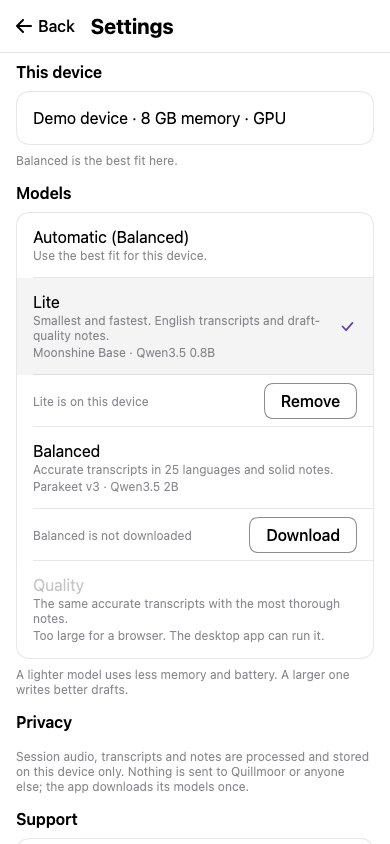 ← Back Settings
This device
Demo device · 8 GB memory · GPU
Balanced is the best fit here.
Models
Automatic (Balanced)
Use the best fit for this device.
Lite
Smallest and fastest. English transcripts and draft-
quality notes.
Moonshine Base · Qwen3.5 0.8B
Lite is on this device Remove
Balanced
Accurate transcripts in 25 languages and solid notes.
Parakeet v3 · Qwen3.5 2B
Balanced is not downloaded Download
Quality
The same accurate transcripts with the most thorough
notes.
Too large for a browser. The desktop app can run it.
A lighter model uses less memory and battery. A larger one
writes better drafts.
Privacy
Session audio, transcripts and notes are processed and stored
on this device only. Nothing is sent to Quillmoor or anyone
else; the app downloads its models once.
Support